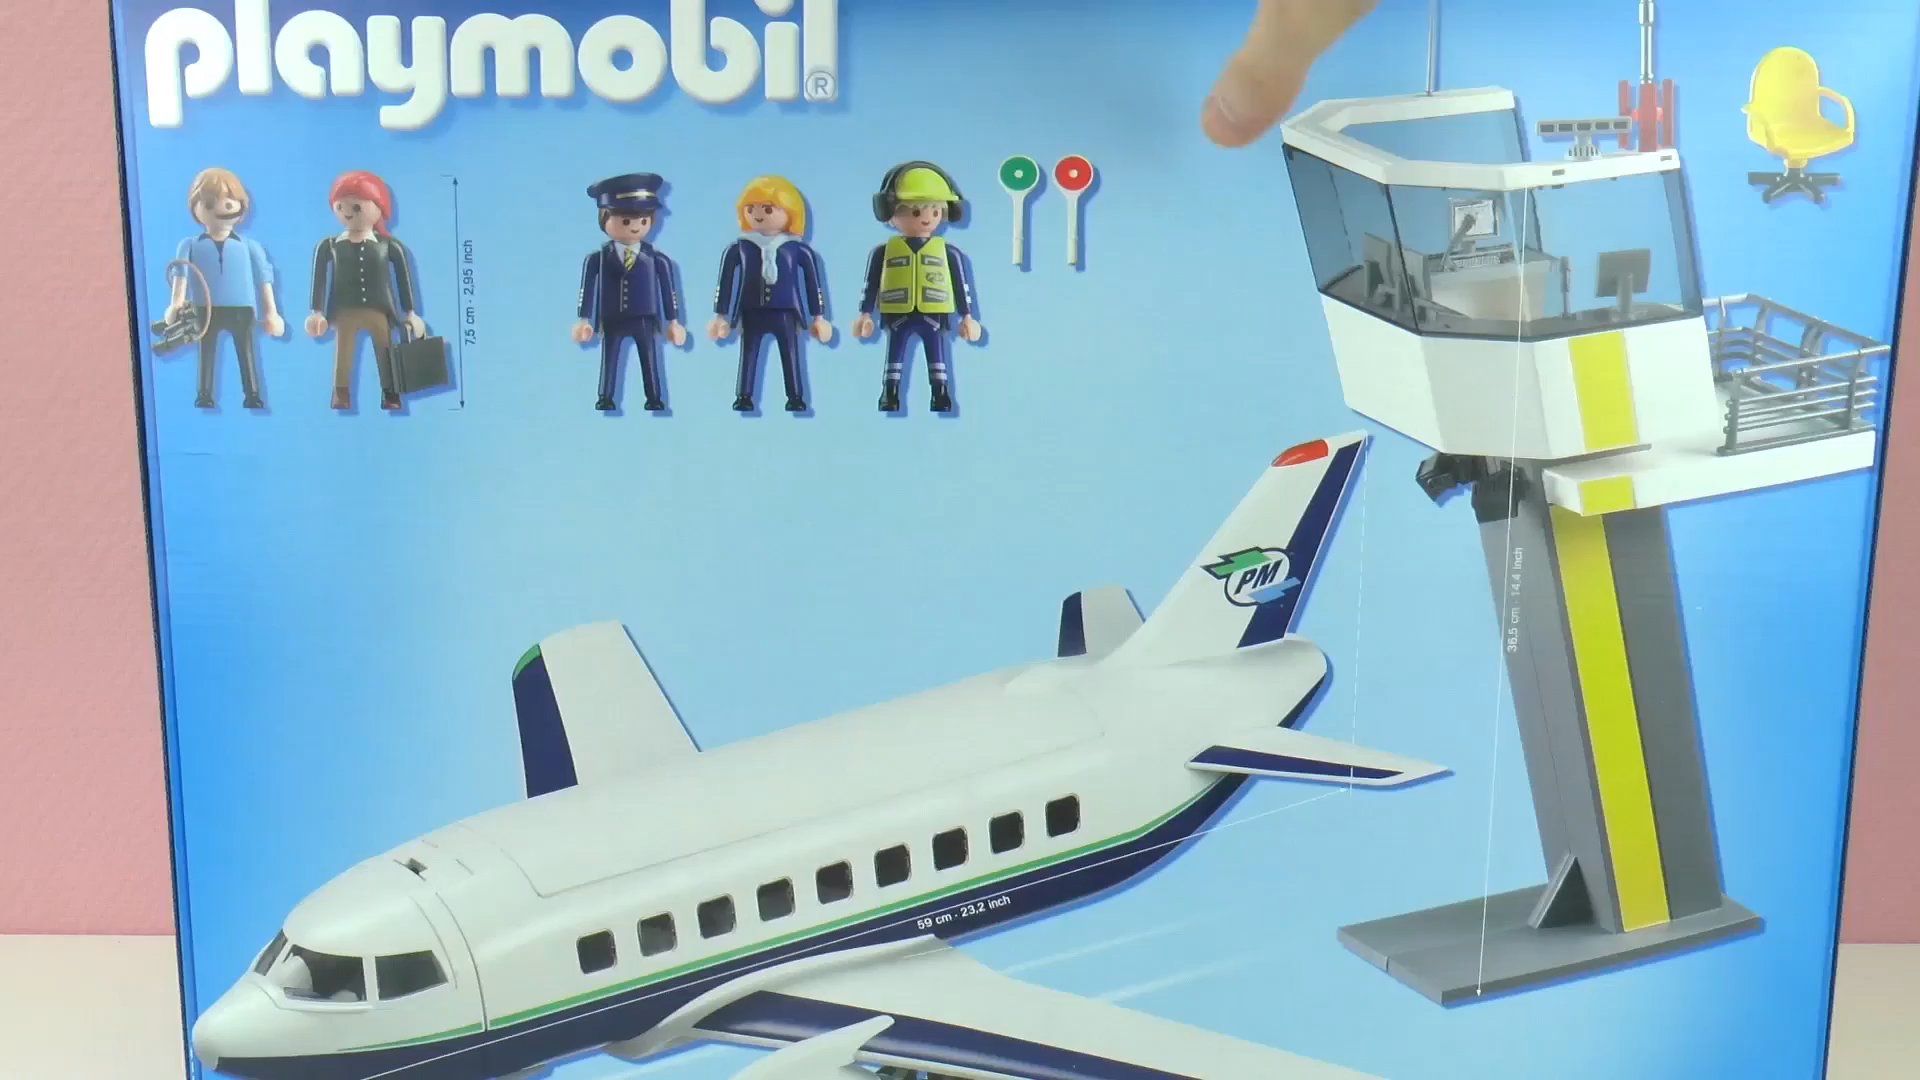 playmobil®
7,5 cm · 2,95 inch
PM
36,5 cm · 14,4 inch
59 cm · 23,2 inch